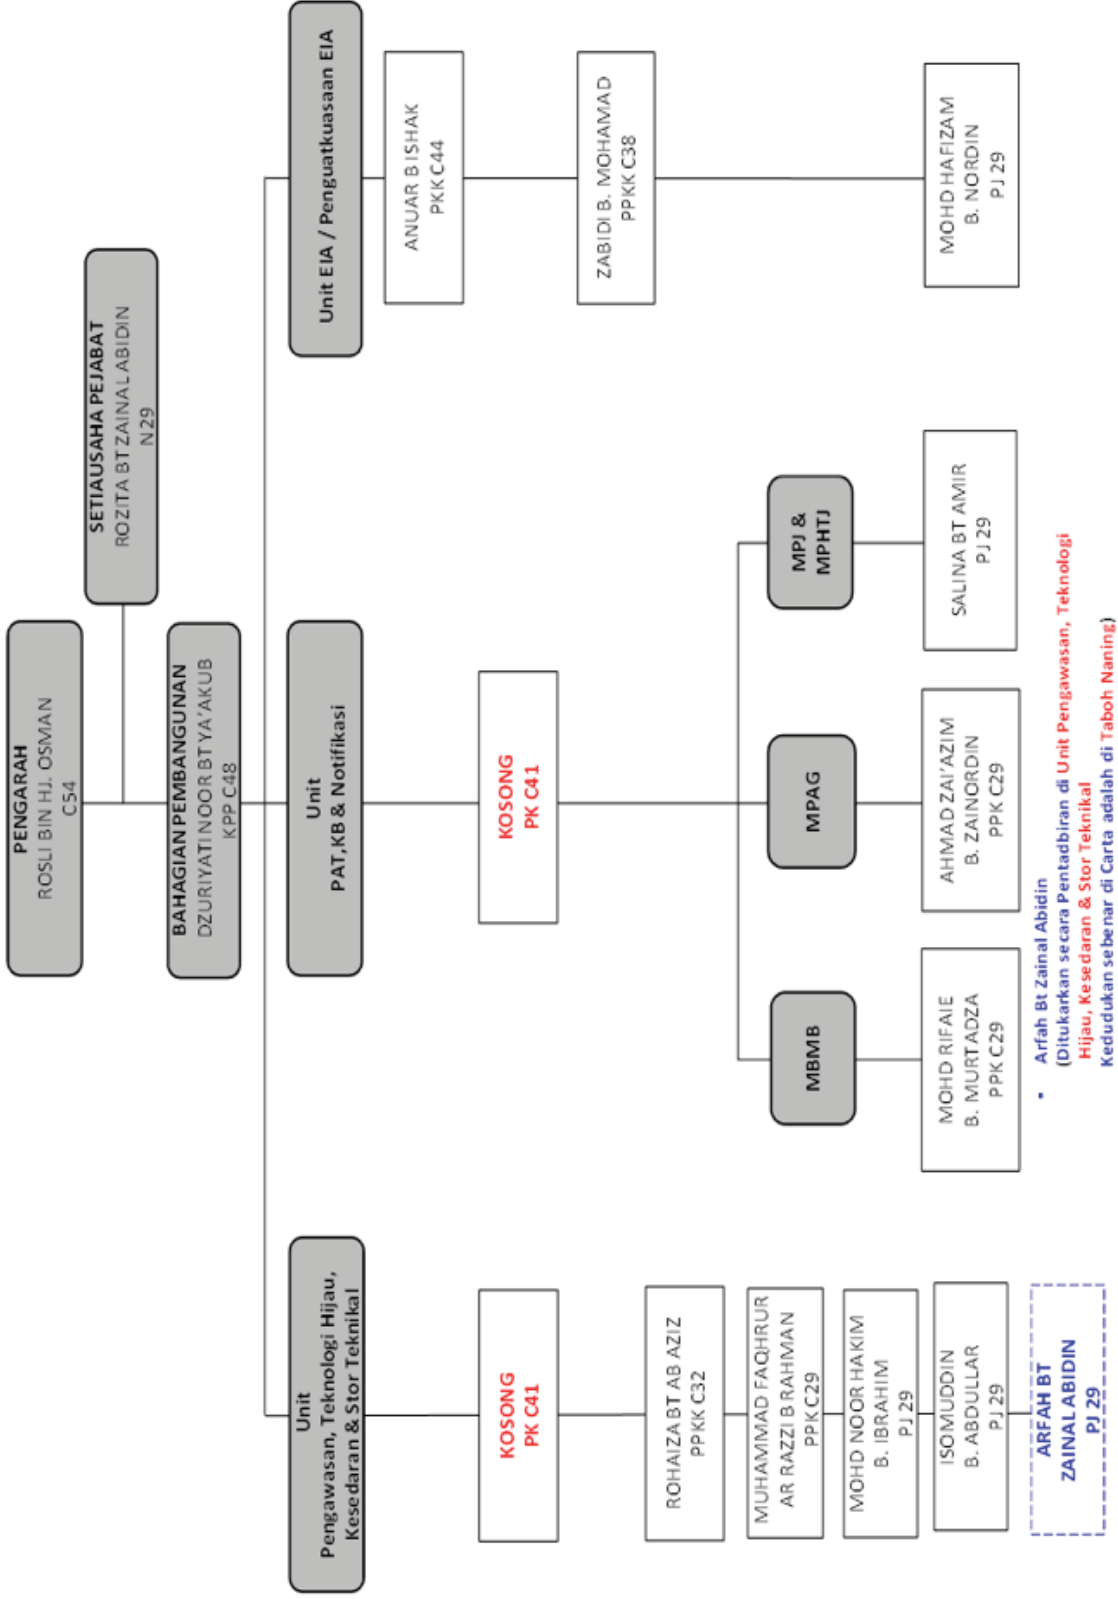 PENGARAH
ROSLI BIN HJ. OSMAN
C54
SETIAUSAHA PEJABAT
ROZITA BT ZAINAL ABIDIN
N29
BAHAGIAN PEMBANGUNAN
DZURIYATI NOOR BT YA'AKUB
KPP C48
Unit
Pengawasan, Teknologi Hijau,
Kesedaran & Stor Teknikal
KOSONG
PK C41
ROHAIZA BT AB AZIZ
PPKK C32
MUHAMMAD FAQHRUR
AR RAZZI B RAHMAN
PPK C29
MOHD NOOR HAKIM
B. IBRAHIM
PJ 29
ISOMUDDIN
B. ABDULLAR
PJ 29
ARFAH BT
ZAINAL ABIDIN
PJ 29
Unit
PAT,KB & Notifikasi
KOSONG
PK C41
MBMB
MOHD RIFAIE
B. MURTADZA
PPK C29
MPAG
AHMAD ZAI'AZIM
B. ZAINORDIN
PPK C29
MPJ &
MPHTJ
SALINA BT AMIR
PJ 29
Unit EIA / Penguatkuasaan EIA
ANUAR B ISHAK
PKK C44
ZABIDI B. MOHAMAD
PPKK C38
MOHD HAFIZAM
B. NORDIN
PJ 29
▪ Arfah Bt Zainal Abidin
(Ditukarkan secara Pentadbiran di Unit Pengawasan, Teknologi
Hijau, Kesedaran & Stor Teknikal
Kedudukan sebenar di Carta adalah di Taboh Naning)